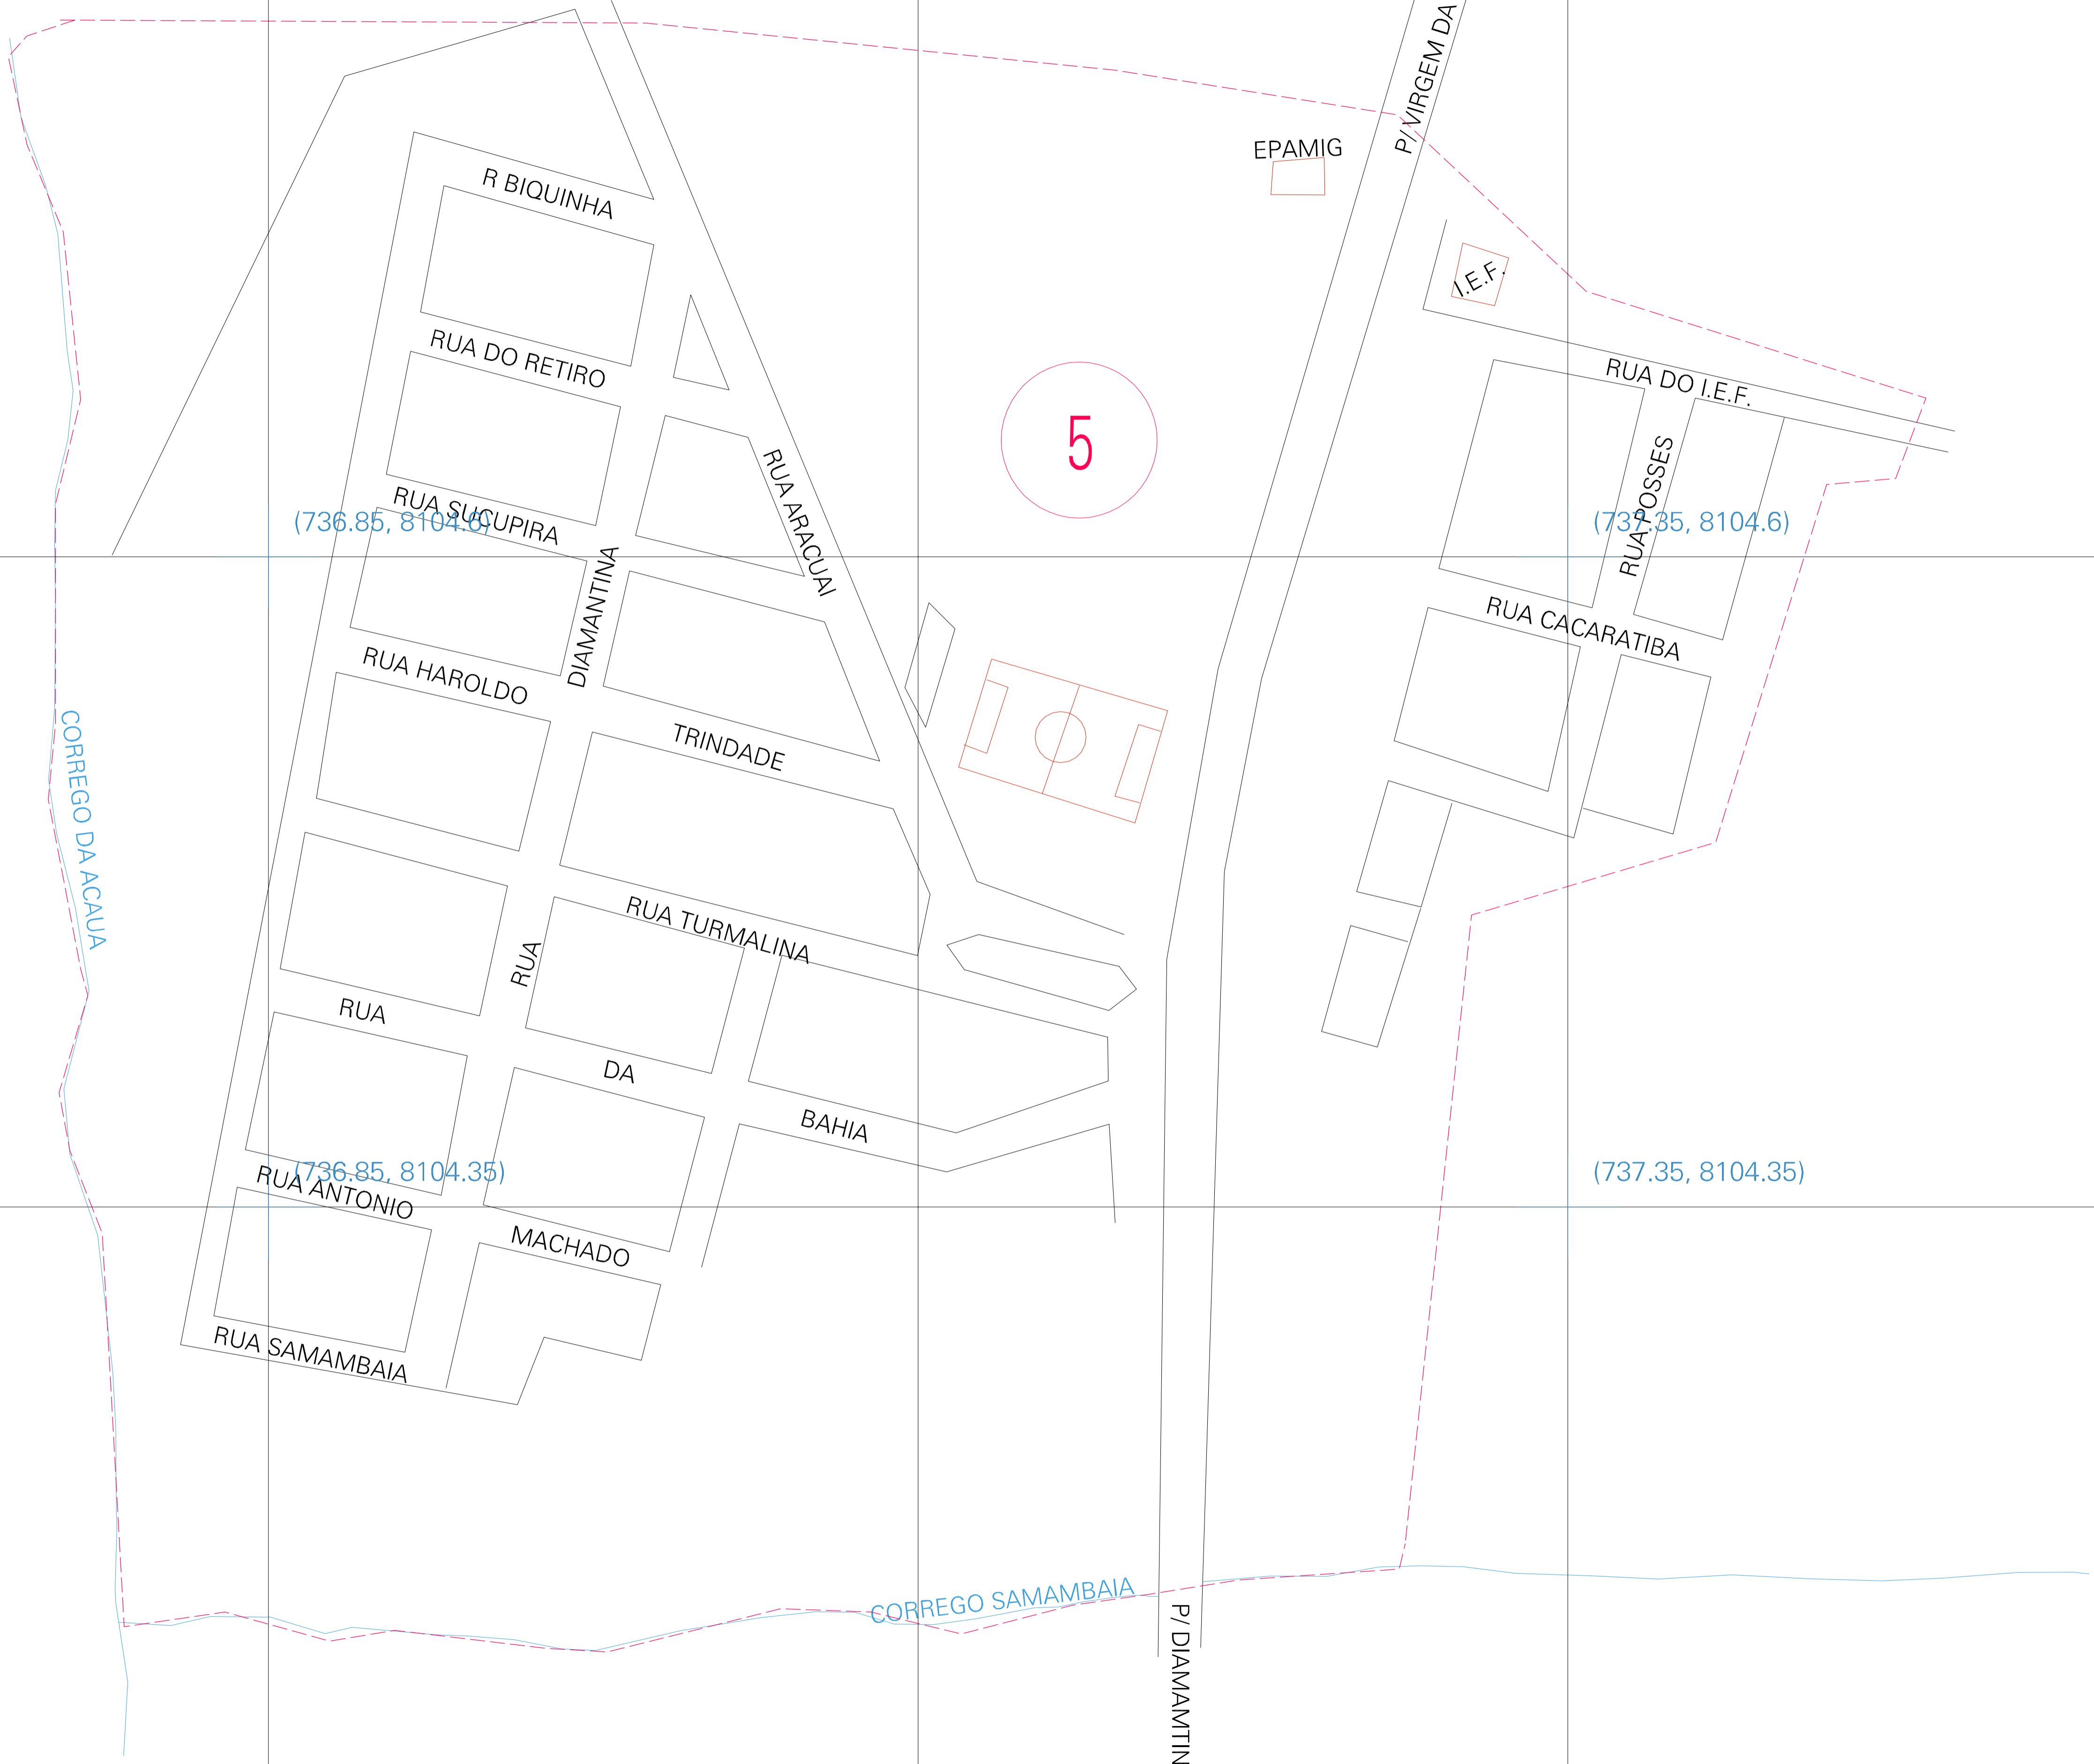 P/ VIRGEM DA
EPAMIG
R BIQUINHA
I.E.F.
RUA DO RETIRO
RUA DO I.E.F.
5
RUA ARACUAI
RUA POSSES
RUA SUCUPIRA
(736.85, 8104.6)
(737.35, 8104.6)
DIAMANTINA
RUA CACARATIBA
RUA HAROLDO
TRINDADE
CORREGO DA ACAUA
RUA TURMALINA
RUA
RUA
DA
BAHIA
(736.85, 8104.35)
(737.35, 8104.35)
RUA ANTONIO
MACHADO
RUA SAMAMBAIA
CORREGO SAMAMBAIA
P/ DIAMAMTIN